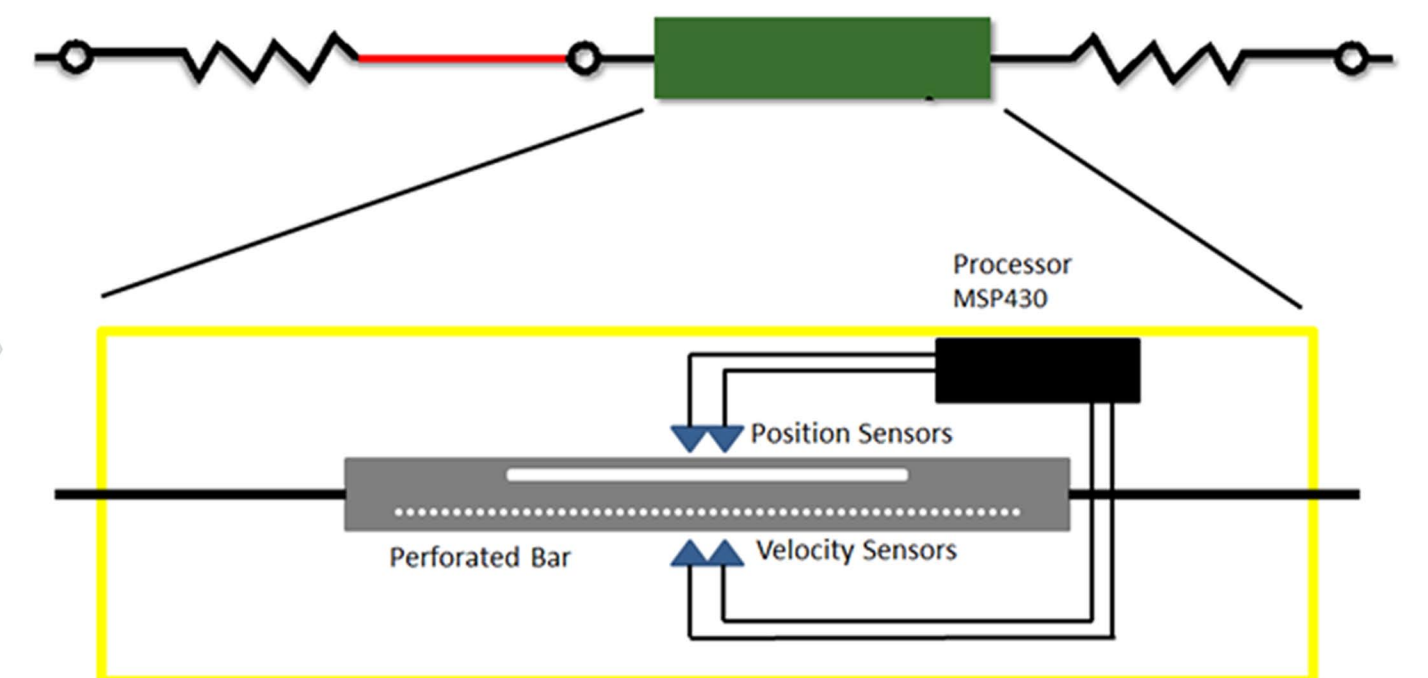 Processor
MSP430
Position Sensors
Perforated Bar
Velocity Sensors